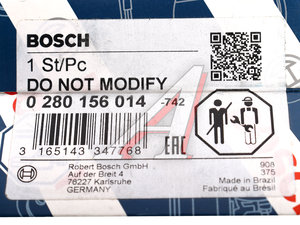 BOSCH
1 St/Pc
DO NOT MODIFY
0 280 156 014 -742
3 165143 347768
EAC
Robert Bosch GmbH
Auf der Breit 4
76227 Karlsruhe
GERMANY
908
375
Made in Brazil
Fabriqué au Brésil